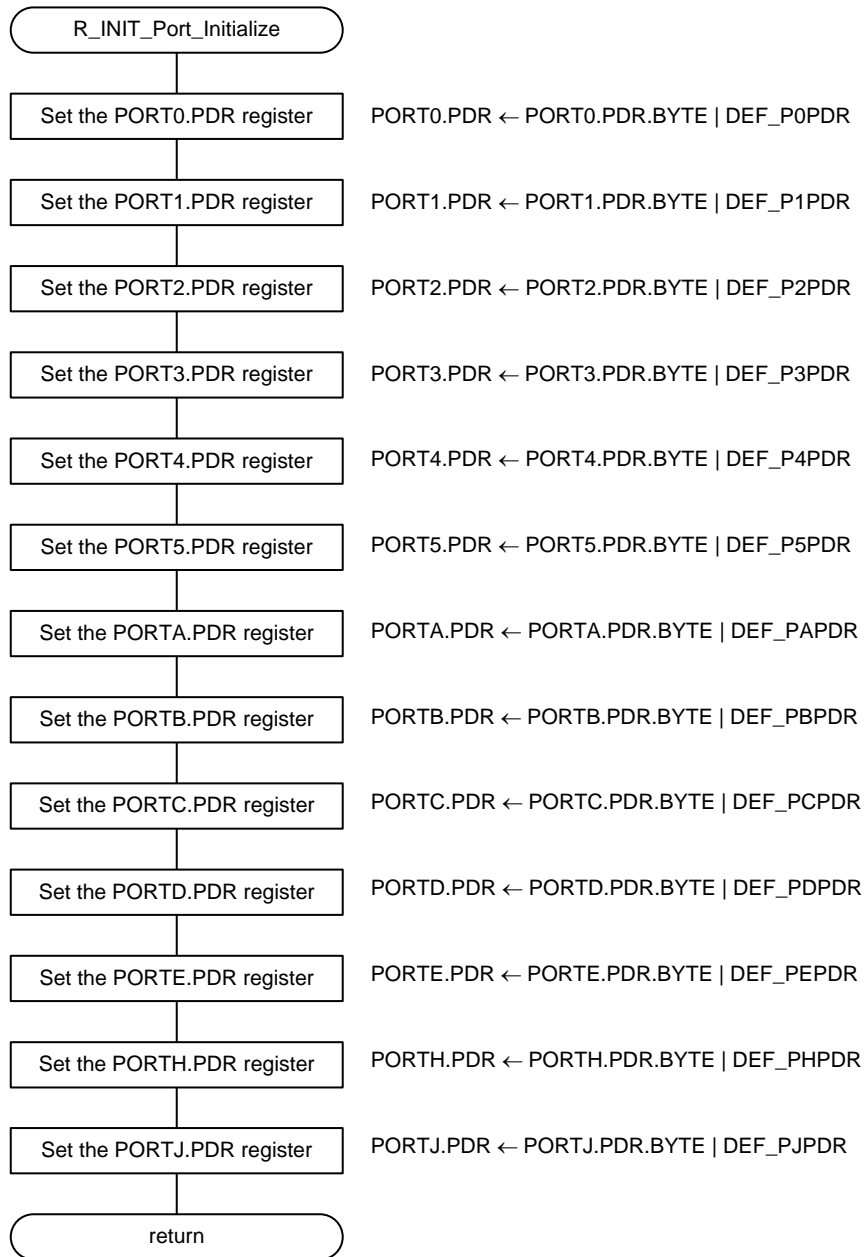 R_INIT_Port_Initialize
Set the PORT0.PDR register PORT0.PDR ← PORT0.PDR.BYTE | DEF_P0PDR
Set the PORT1.PDR register PORT1.PDR ← PORT1.PDR.BYTE | DEF_P1PDR
Set the PORT2.PDR register PORT2.PDR ← PORT2.PDR.BYTE | DEF_P2PDR
Set the PORT3.PDR register PORT3.PDR ← PORT3.PDR.BYTE | DEF_P3PDR
Set the PORT4.PDR register PORT4.PDR ← PORT4.PDR.BYTE | DEF_P4PDR
Set the PORT5.PDR register PORT5.PDR ← PORT5.PDR.BYTE | DEF_P5PDR
Set the PORTA.PDR register PORTA.PDR ← PORTA.PDR.BYTE | DEF_PAPDR
Set the PORTB.PDR register PORTB.PDR ← PORTB.PDR.BYTE | DEF_PBPDR
Set the PORTC.PDR register PORTC.PDR ← PORTC.PDR.BYTE | DEF_PCPDR
Set the PORTD.PDR register PORTD.PDR ← PORTD.PDR.BYTE | DEF_PDPDR
Set the PORTE.PDR register PORTE.PDR ← PORTE.PDR.BYTE | DEF_PEPDR
Set the PORTH.PDR register PORTH.PDR ← PORTH.PDR.BYTE | DEF_PHPDR
Set the PORTJ.PDR register PORTJ.PDR ← PORTJ.PDR.BYTE | DEF_PJPDR
return